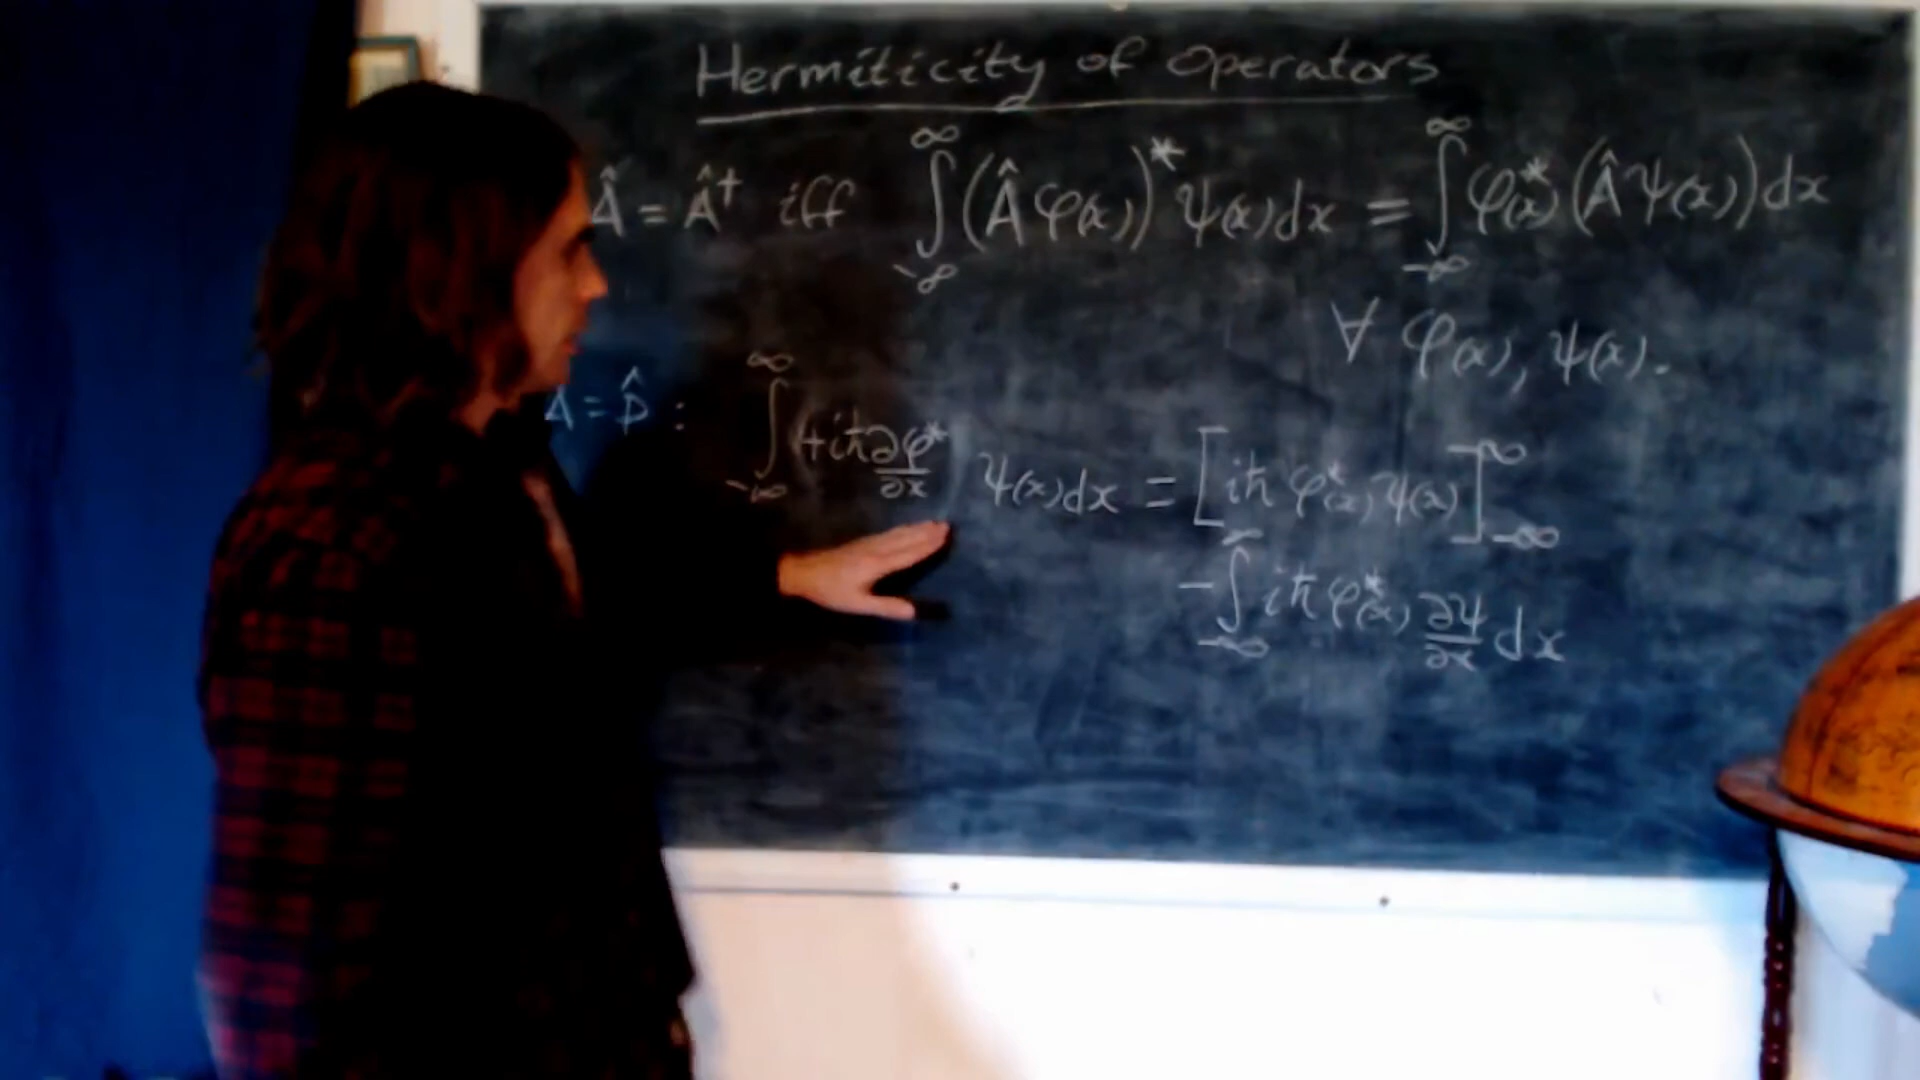 Hermiticity of Operators
Â = Â† iff ∫_{-∞}^{∞} (Â φ(x))* ψ(x) dx = ∫_{-∞}^{∞} φ*(x) (Â ψ(x)) dx
∀ φ(x), ψ(x).
A = p̂ : ∫_{-∞}^{∞} (+iℏ ∂φ*/∂x) ψ(x) dx = [iℏ φ*(x) ψ(x)]_{-∞}^{∞}
- ∫_{-∞}^{∞} iℏ φ*(x) ∂ψ/∂x dx